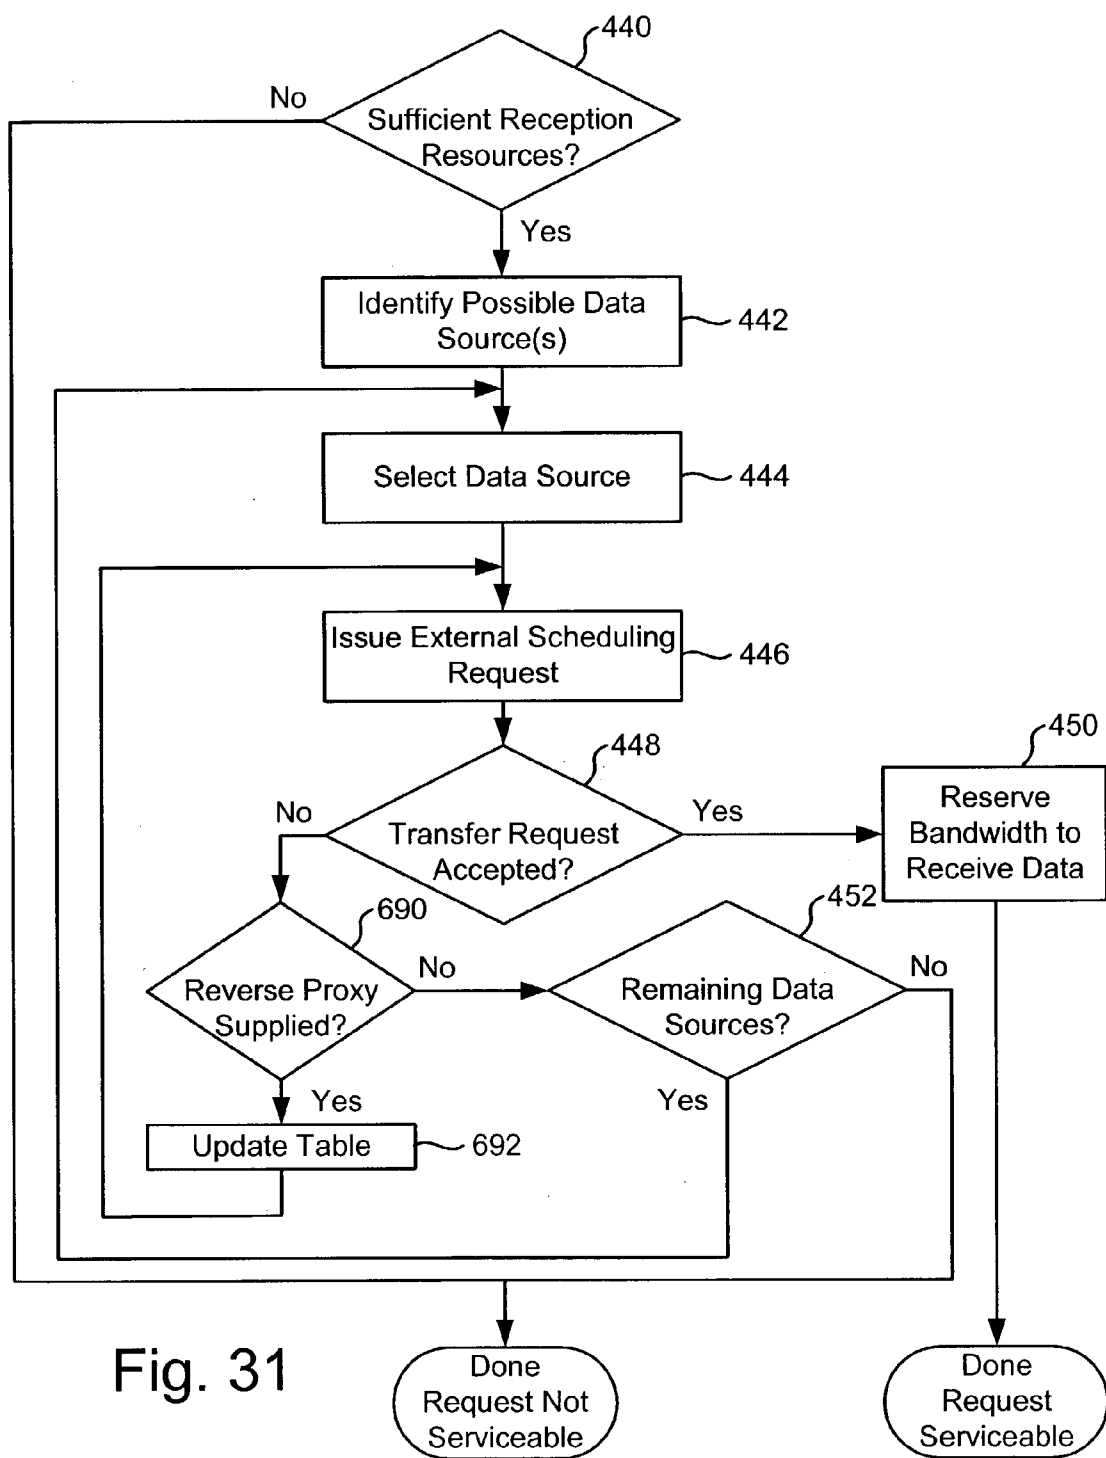 440
No
Sufficient Reception
Resources?
Yes
Identify Possible Data
Source(s)
442
Select Data Source
444
Issue External Scheduling
Request
446
448
450
No
Transfer Request
Accepted?
Yes
Reserve
Bandwidth to
Receive Data
690
452
Reverse Proxy
Supplied?
No
Remaining Data
Sources?
No
Yes
Yes
Update Table
692
Fig. 31
Done
Request Not
Serviceable
Done
Request
Serviceable